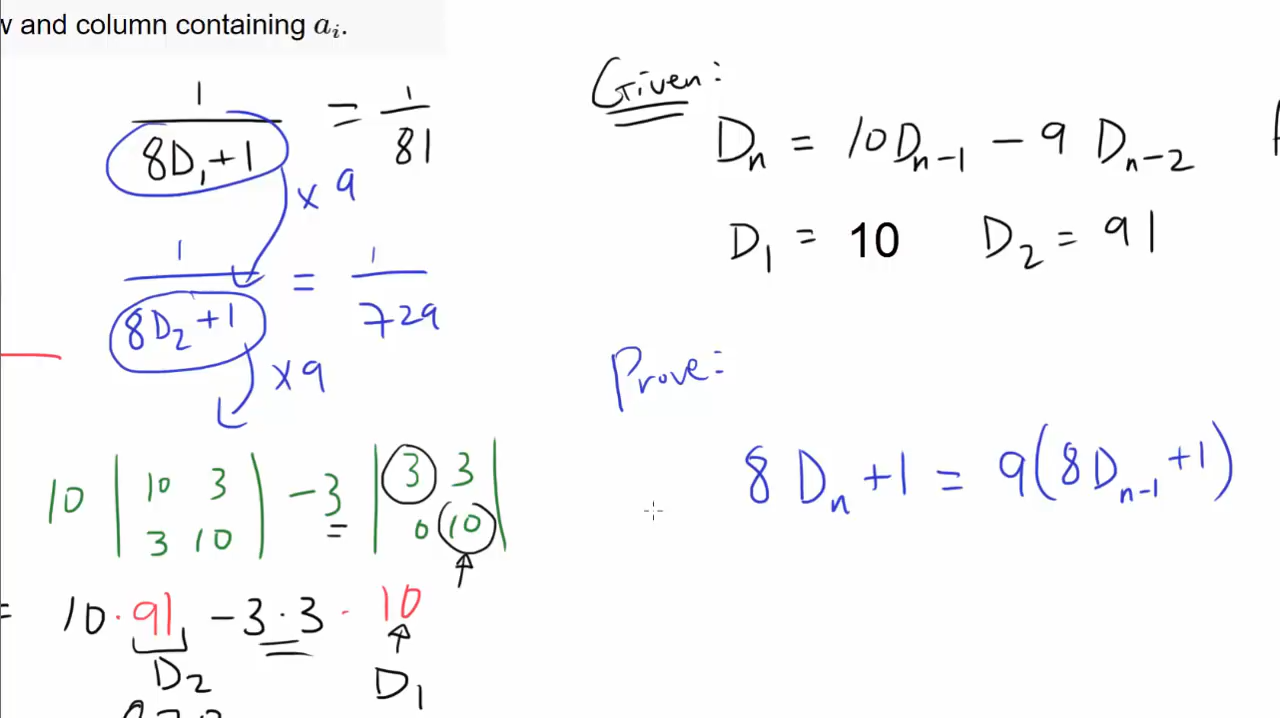 w and column containing aᵢ.
1/(8D₁+1) = 1/81
× 9
1/(8D₂+1) = 1/729
× 9
10 | 10 3 ; 3 10 | − 3 | 3 3 ; 0 10 |
= 10 · 91 − 3 · 3 · 10
D₂ D₁
Given:
Dₙ = 10Dₙ₋₁ − 9 Dₙ₋₂
D₁ = 10 D₂ = 91
Prove:
8 Dₙ + 1 = 9(8Dₙ₋₁ + 1)